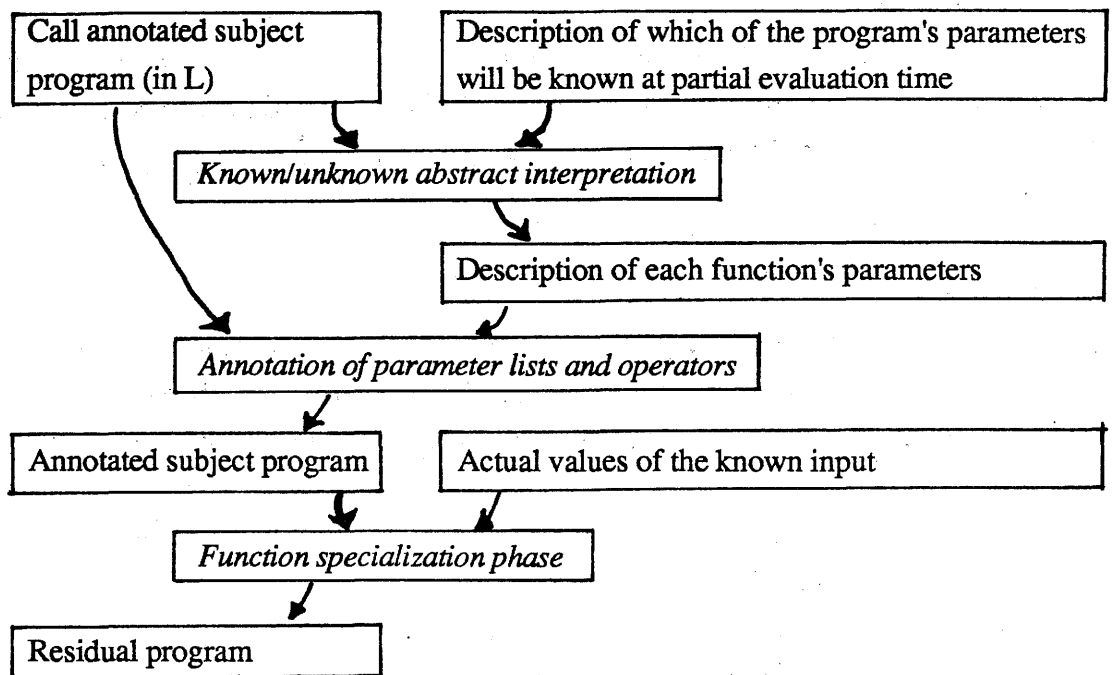 Call annotated subject
program (in L)
Description of which of the program's parameters
will be known at partial evaluation time
Known/unknown abstract interpretation
Description of each function's parameters
Annotation of parameter lists and operators
Annotated subject program
Actual values of the known input
Function specialization phase
Residual program